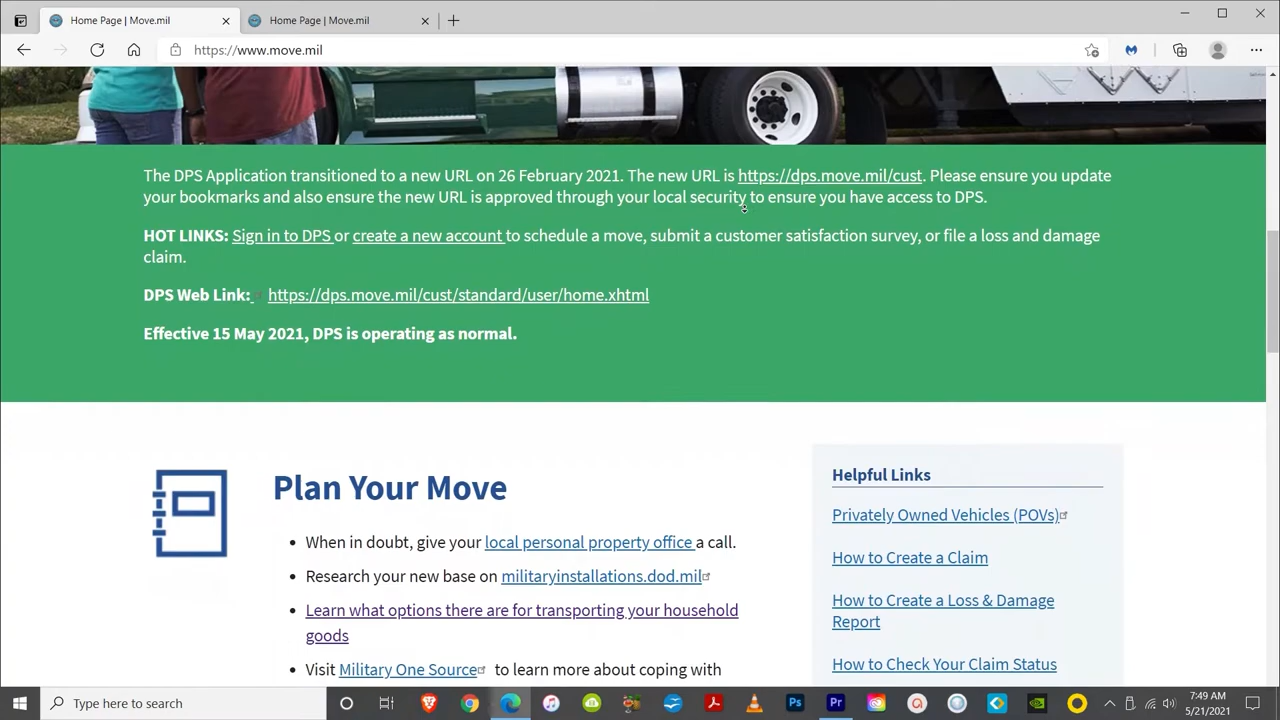 Home Page | Move.mil
Home Page | Move.mil
https://www.move.mil
The DPS Application transitioned to a new URL on 26 February 2021. The new URL is https://dps.move.mil/cust. Please ensure you update
your bookmarks and also ensure the new URL is approved through your local security to ensure you have access to DPS.
HOT LINKS: Sign in to DPS or create a new account to schedule a move, submit a customer satisfaction survey, or file a loss and damage
claim.
DPS Web Link: https://dps.move.mil/cust/standard/user/home.xhtml
Effective 15 May 2021, DPS is operating as normal.
Plan Your Move
• When in doubt, give your local personal property office a call.
• Research your new base on militaryinstallations.dod.mil
• Learn what options there are for transporting your household
goods
• Visit Military One Source to learn more about coping with
Helpful Links
Privately Owned Vehicles (POVs)
How to Create a Claim
How to Create a Loss & Damage
Report
How to Check Your Claim Status
Type here to search
Ps
Pr
7:49 AM
5/21/2021